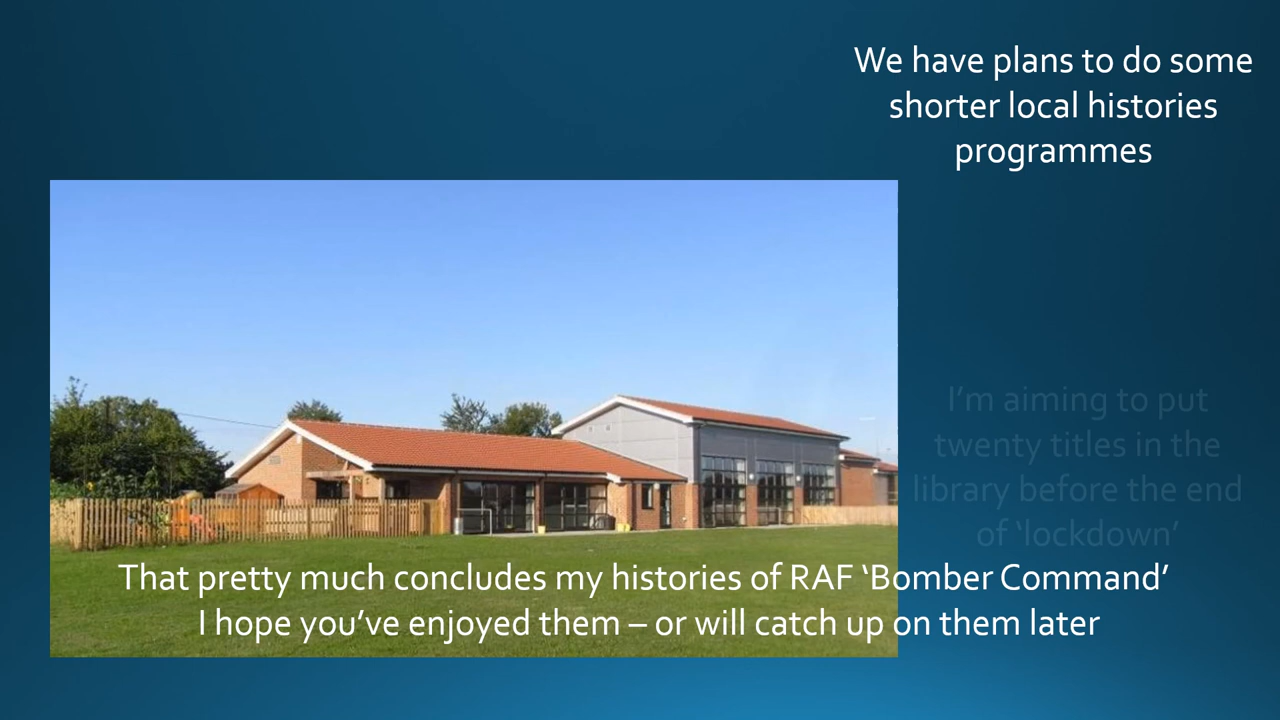 We have plans to do some
shorter local histories
programmes
I’m aiming to put
twenty titles in the
library before the end
of ‘lockdown’
That pretty much concludes my histories of RAF ‘Bomber Command’
I hope you’ve enjoyed them – or will catch up on them later